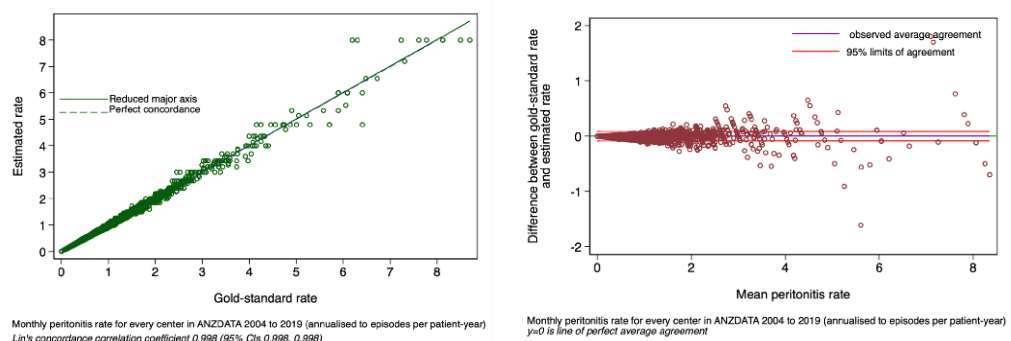 8
7
6
5
4
3
2
1
0
Estimated rate
Reduced major axis
Perfect concordance
0 1 2 3 4 5 6 7 8
Gold-standard rate
Monthly peritonitis rate for every center in ANZDATA 2004 to 2019 (annualised to episodes per patient-year)
Lin's concordance correlation coefficient 0.998 (95% CIs 0.998, 0.998)
2
1
0
-1
-2
Difference between gold-standard rate
and estimated rate
observed average agreement
95% limits of agreement
0 2 4 6 8
Mean peritonitis rate
Monthly peritonitis rate for every center in ANZDATA 2004 to 2019 (annualised to episodes per patient-year)
y=0 is line of perfect average agreement